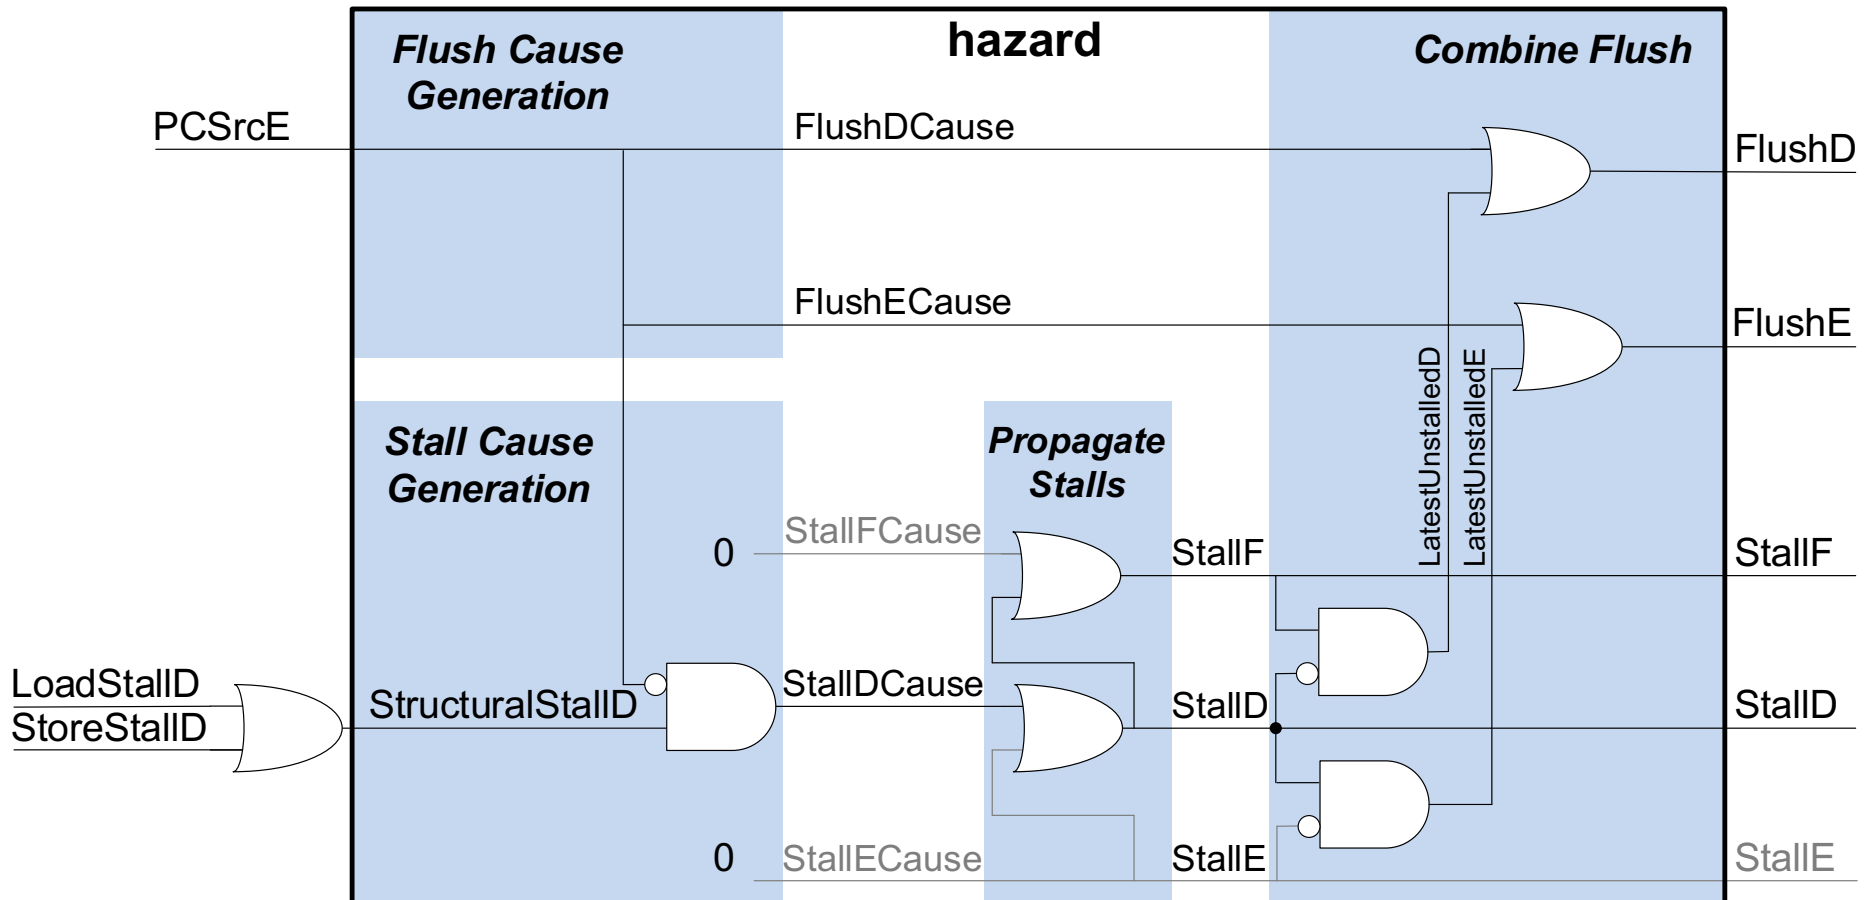 hazard
Flush Cause
Generation
Combine Flush
PCSrcE
FlushDCause
FlushD
FlushECause
FlushE
LatestUnstalledD
LatestUnstalledE
Stall Cause
Generation
Propagate
Stalls
0
StallFCause
StallF
StallF
LoadStallD
StoreStallD
StructuralStallD
StallDCause
StallD
StallD
0
StallECause
StallE
StallE